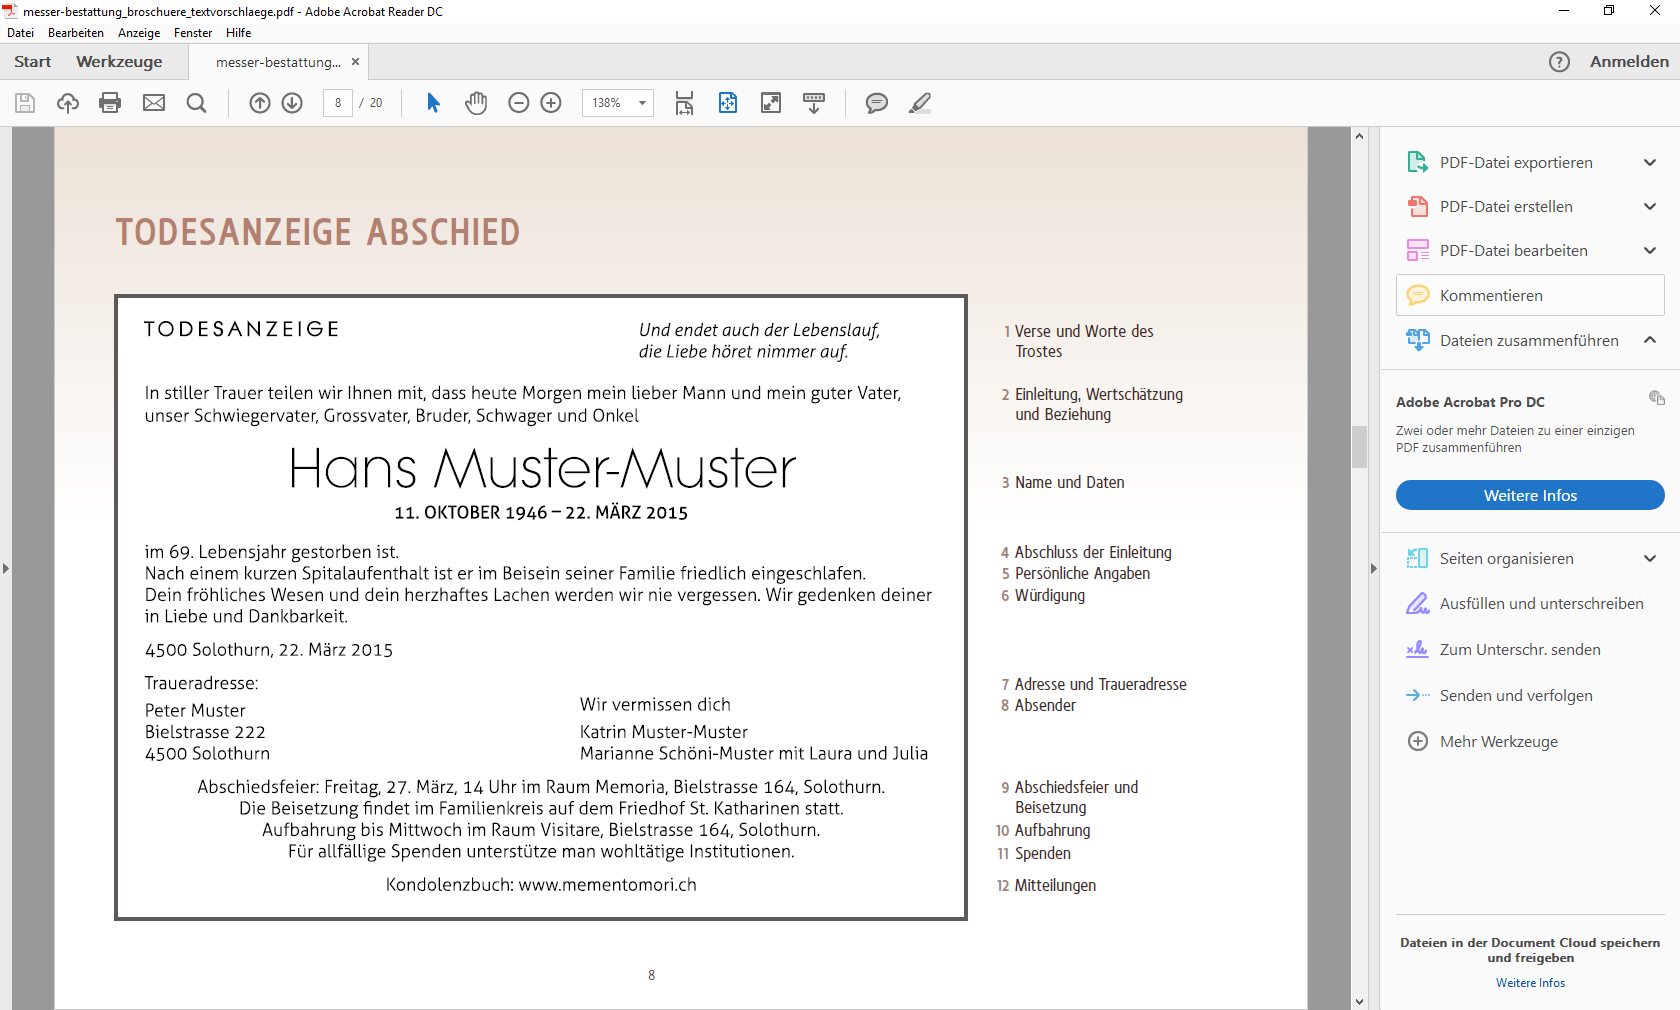 messer-bestattung_broschuere_textvorschlaege.pdf - Adobe Acrobat Reader DC
Datei Bearbeiten Anzeige Fenster Hilfe
Start Werkzeuge messer-bestattung... × ? Anmelden
8 / 20 138%
TODESANZEIGE ABSCHIED
TODESANZEIGE
Und endet auch der Lebenslauf,
die Liebe höret nimmer auf.
In stiller Trauer teilen wir Ihnen mit, dass heute Morgen mein lieber Mann und mein guter Vater,
unser Schwiegervater, Grossvater, Bruder, Schwager und Onkel
Hans Muster-Muster
11. OKTOBER 1946 – 22. MÄRZ 2015
im 69. Lebensjahr gestorben ist.
Nach einem kurzen Spitalaufenthalt ist er im Beisein seiner Familie friedlich eingeschlafen.
Dein fröhliches Wesen und dein herzhaftes Lachen werden wir nie vergessen. Wir gedenken deiner
in Liebe und Dankbarkeit.
4500 Solothurn, 22. März 2015
Traueradresse:
Peter Muster
Bielstrasse 222
4500 Solothurn
Wir vermissen dich
Katrin Muster-Muster
Marianne Schöni-Muster mit Laura und Julia
Abschiedsfeier: Freitag, 27. März, 14 Uhr im Raum Memoria, Bielstrasse 164, Solothurn.
Die Beisetzung findet im Familienkreis auf dem Friedhof St. Katharinen statt.
Aufbahrung bis Mittwoch im Raum Visitare, Bielstrasse 164, Solothurn.
Für allfällige Spenden unterstütze man wohltätige Institutionen.
Kondolenzbuch: www.mementomori.ch
1 Verse und Worte des
Trostes
2 Einleitung, Wertschätzung
und Beziehung
3 Name und Daten
4 Abschluss der Einleitung
5 Persönliche Angaben
6 Würdigung
7 Adresse und Traueradresse
8 Absender
9 Abschiedsfeier und
Beisetzung
10 Aufbahrung
11 Spenden
12 Mitteilungen
8
PDF-Datei exportieren
PDF-Datei erstellen
PDF-Datei bearbeiten
Kommentieren
Dateien zusammenführen
Adobe Acrobat Pro DC
Zwei oder mehr Dateien zu einer einzigen
PDF zusammenführen
Weitere Infos
Seiten organisieren
Ausfüllen und unterschreiben
Zum Unterschr. senden
Senden und verfolgen
Mehr Werkzeuge
Dateien in der Document Cloud speichern
und freigeben
Weitere Infos